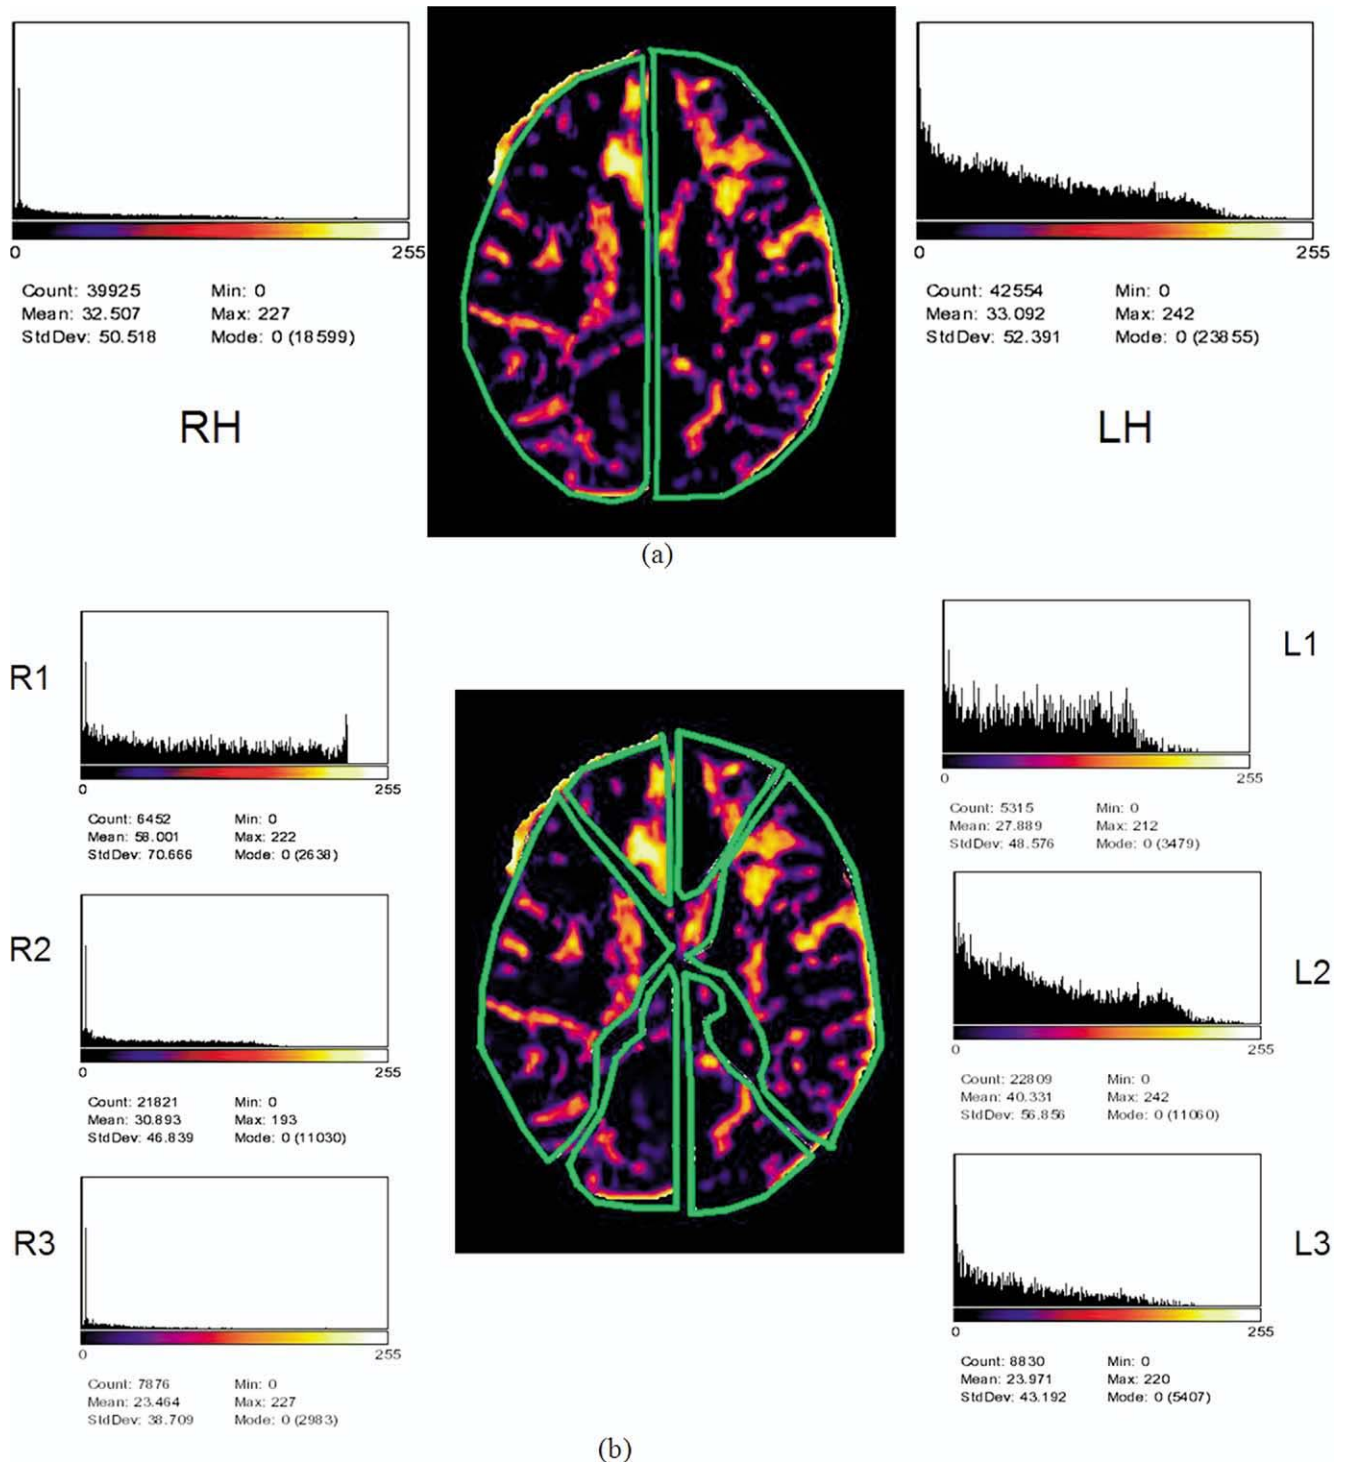 0
255
Count: 39925 Min: 0
Mean: 32.507 Max: 227
StdDev: 50.518 Mode: 0 (18599)
RH
0
255
Count: 42554 Min: 0
Mean: 33.092 Max: 242
StdDev: 52.391 Mode: 0 (23855)
LH
(a)
R1
0
255
Count: 6452 Min: 0
Mean: 58.001 Max: 222
StdDev: 70.666 Mode: 0 (2638)
R2
0
255
Count: 21821 Min: 0
Mean: 30.893 Max: 193
StdDev: 46.839 Mode: 0 (11030)
R3
0
255
Count: 7876 Min: 0
Mean: 23.464 Max: 227
StdDev: 38.709 Mode: 0 (2983)
L1
0
255
Count: 5315 Min: 0
Mean: 27.889 Max: 212
StdDev: 48.576 Mode: 0 (3479)
L2
0
255
Count: 22809 Min: 0
Mean: 40.331 Max: 242
StdDev: 56.856 Mode: 0 (11060)
L3
0
255
Count: 8830 Min: 0
Mean: 23.971 Max: 220
StdDev: 43.192 Mode: 0 (5407)
(b)